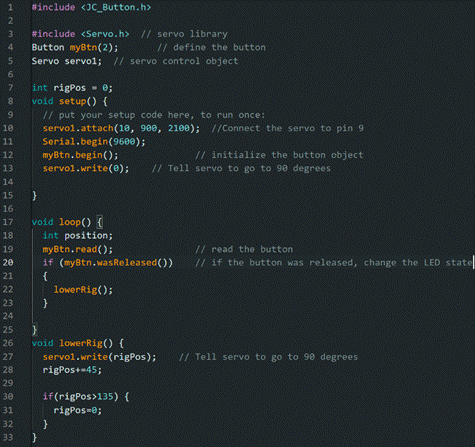 1 #include <JC_Button.h>
2
3 #include <Servo.h>  // servo library
4 Button myBtn(2);       // define the button
5 Servo servo1;  // servo control object
6
7 int rigPos = 0;
8 void setup() {
9   // put your setup code here, to run once:
10   servo1.attach(10, 900, 2100);  //Connect the servo to pin 9
11   Serial.begin(9600);
12   myBtn.begin();              // initialize the button object
13   servo1.write(0);    // Tell servo to go to 90 degrees
14
15 }
16
17 void loop() {
18   int position;
19   myBtn.read();               // read the button
20   if (myBtn.wasReleased())    // if the button was released, change the LED state
21   {
22     lowerRig();
23   }
24
25 }
26 void lowerRig() {
27   servo1.write(rigPos);    // Tell servo to go to 90 degrees
28   rigPos+=45;
29
30   if(rigPos>135) {
31     rigPos=0;
32   }
33 }